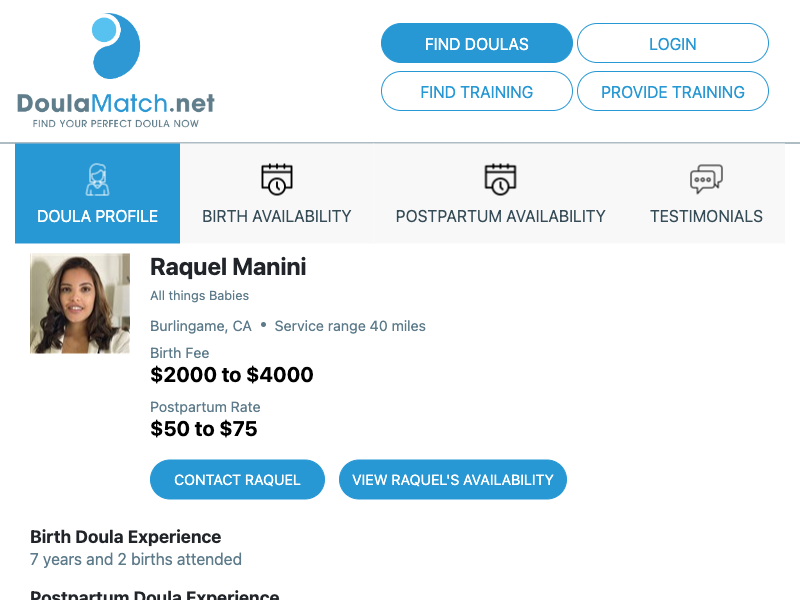 FIND DOULAS
LOGIN
DoulaMatch.net
FIND YOUR PERFECT DOULA NOW
FIND TRAINING
PROVIDE TRAINING
DOULA PROFILE
BIRTH AVAILABILITY
POSTPARTUM AVAILABILITY
TESTIMONIALS
Raquel Manini
All things Babies
Burlingame, CA • Service range 40 miles
Birth Fee
$2000 to $4000
Postpartum Rate
$50 to $75
CONTACT RAQUEL
VIEW RAQUEL'S AVAILABILITY
Birth Doula Experience
7 years and 2 births attended
Postpartum Doula Experience